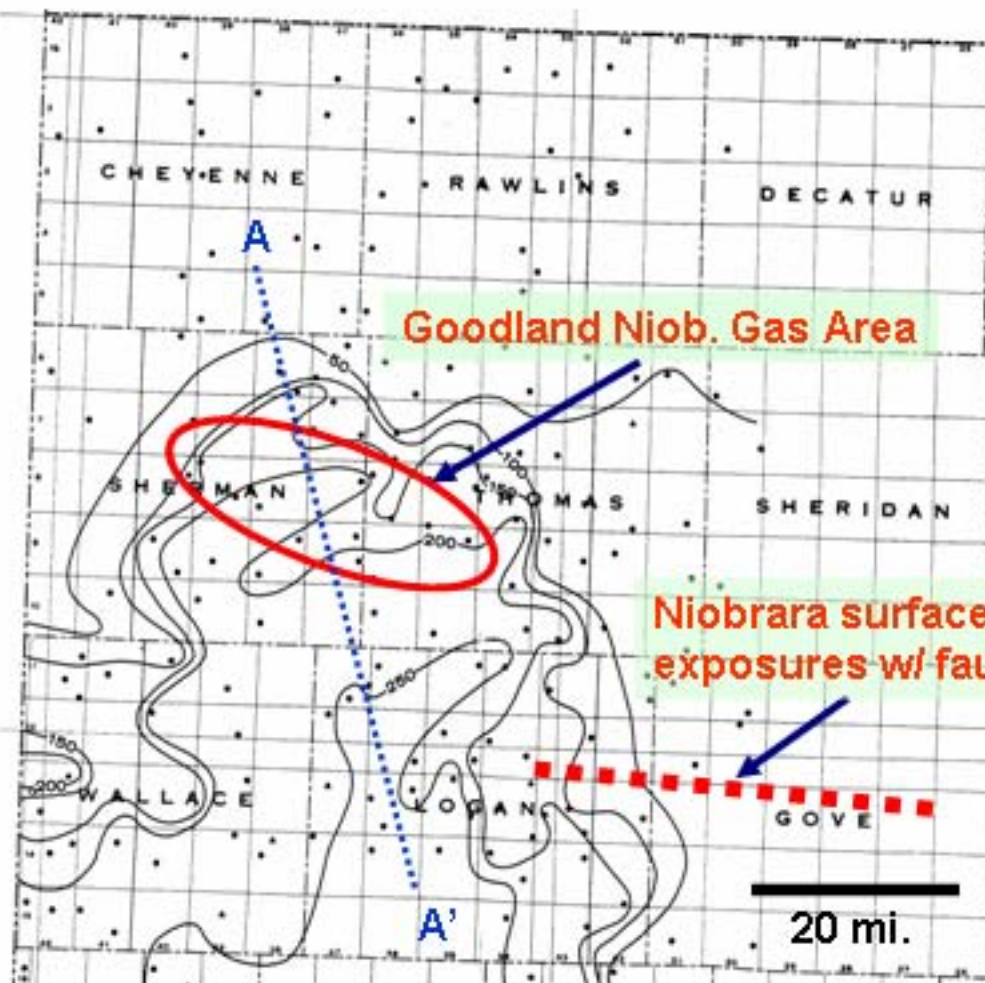 CHEYENNE
RAWLINS
DECATUR
A
Goodland Niob. Gas Area
50
100
150
SHERMAN
THOMAS
SHERIDAN
200
Niobrara surface
exposures w/ fau
250
150
200
WALLACE
LOGAN
GOVE
20 mi.
A'